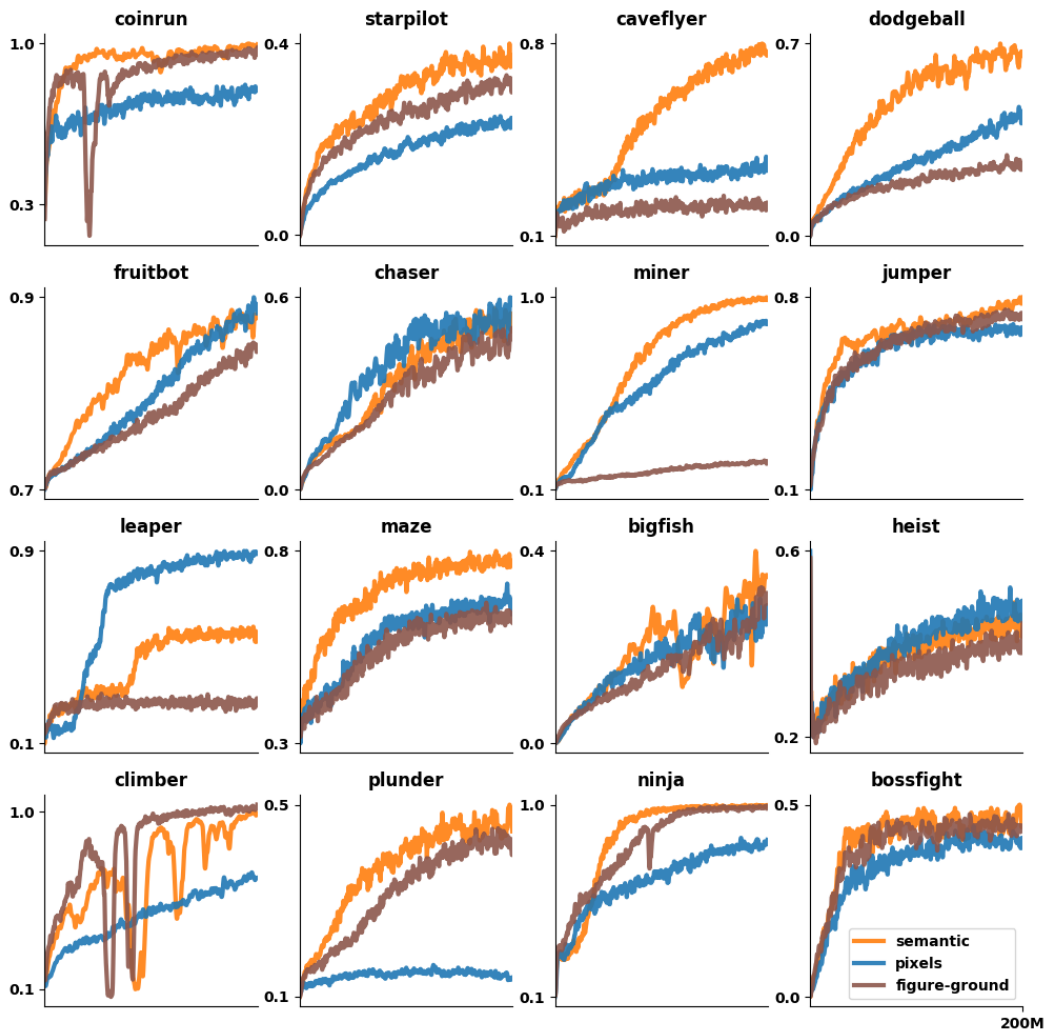 coinrun
starpilot
caveflyer
dodgeball
1.0
0.3
0.4
0.0
0.8
0.1
0.7
0.0
fruitbot
chaser
miner
jumper
0.9
0.7
0.6
0.0
1.0
0.1
0.8
0.1
leaper
maze
bigfish
heist
0.9
0.1
0.8
0.3
0.4
0.0
0.6
0.2
climber
plunder
ninja
bossfight
1.0
0.1
0.5
0.1
1.0
0.1
0.5
0.0
semantic
pixels
figure-ground
200M